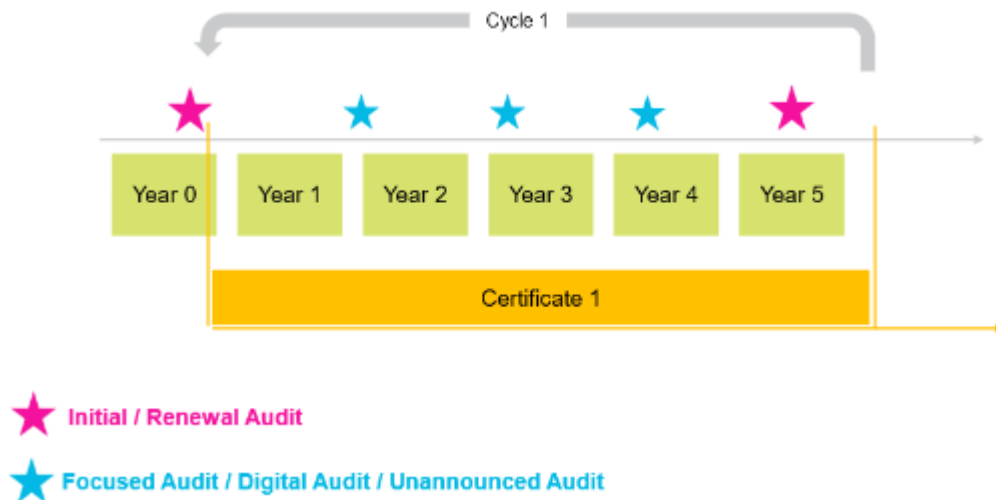 Cycle 1
Year 0
Year 1
Year 2
Year 3
Year 4
Year 5
Certificate 1
Initial / Renewal Audit
Focused Audit / Digital Audit / Unannounced Audit